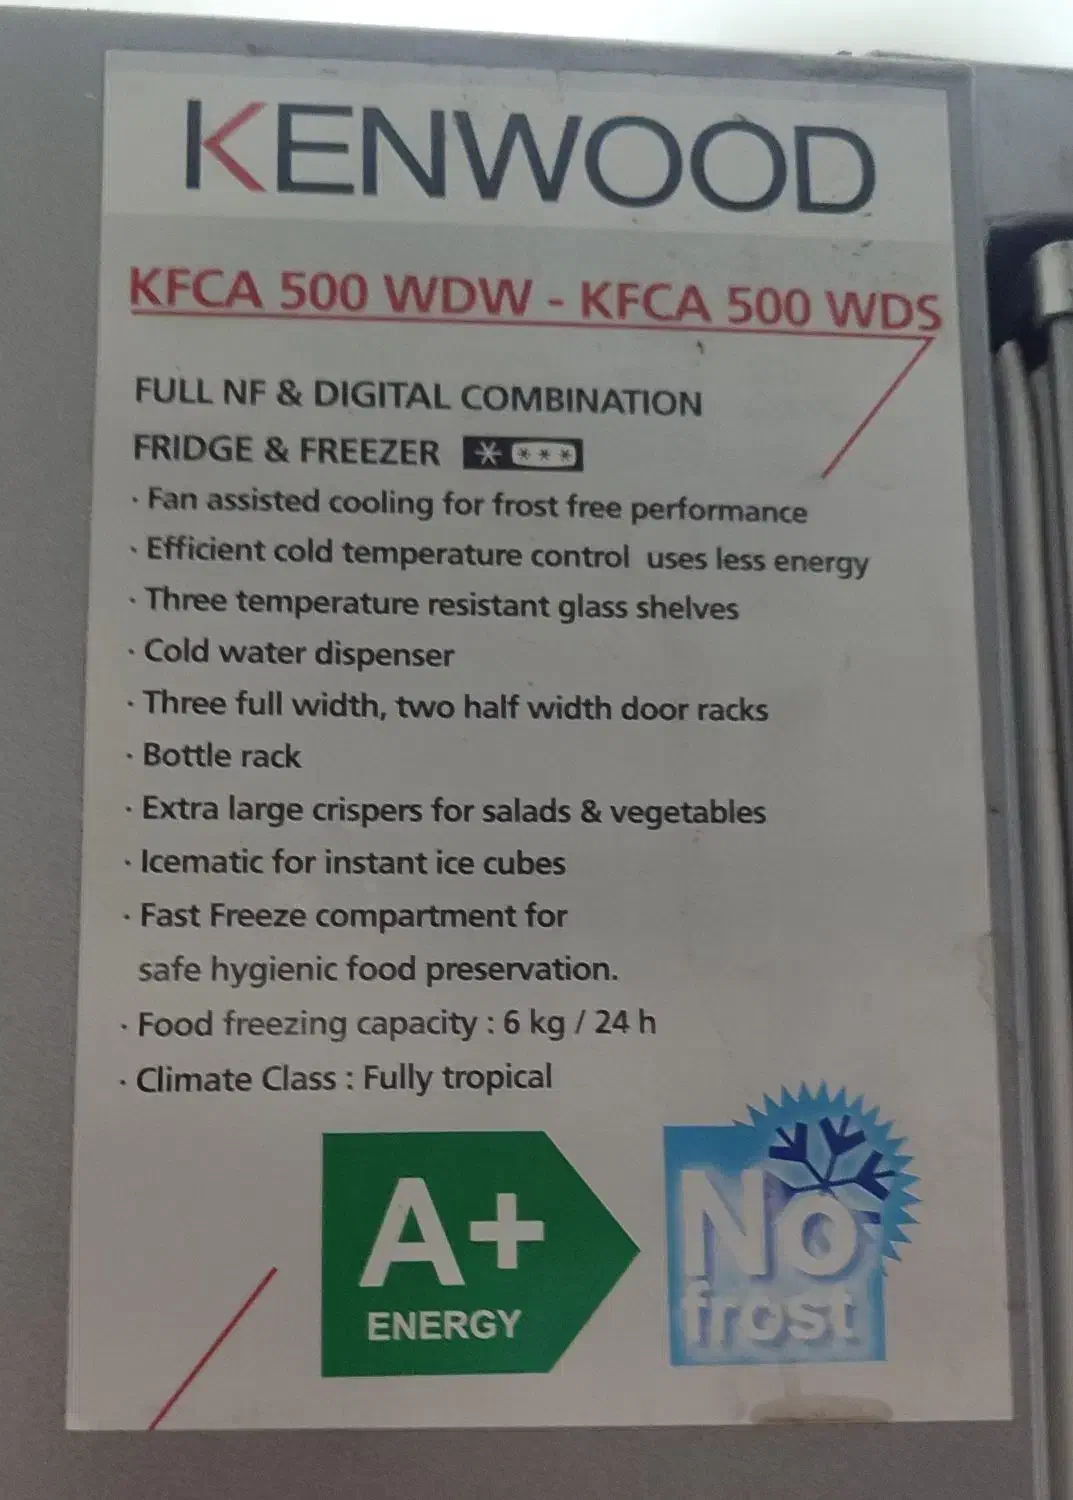 KENWOOD
KFCA 500 WDW - KFCA 500 WDS
FULL NF & DIGITAL COMBINATION
FRIDGE & FREEZER
· Fan assisted cooling for frost free performance
· Efficient cold temperature control uses less energy
· Three temperature resistant glass shelves
· Cold water dispenser
· Three full width, two half width door racks
· Bottle rack
· Extra large crispers for salads & vegetables
· Icematic for instant ice cubes
· Fast Freeze compartment for
safe hygienic food preservation.
· Food freezing capacity : 6 kg / 24 h
· Climate Class : Fully tropical
A+
ENERGY
No
frost